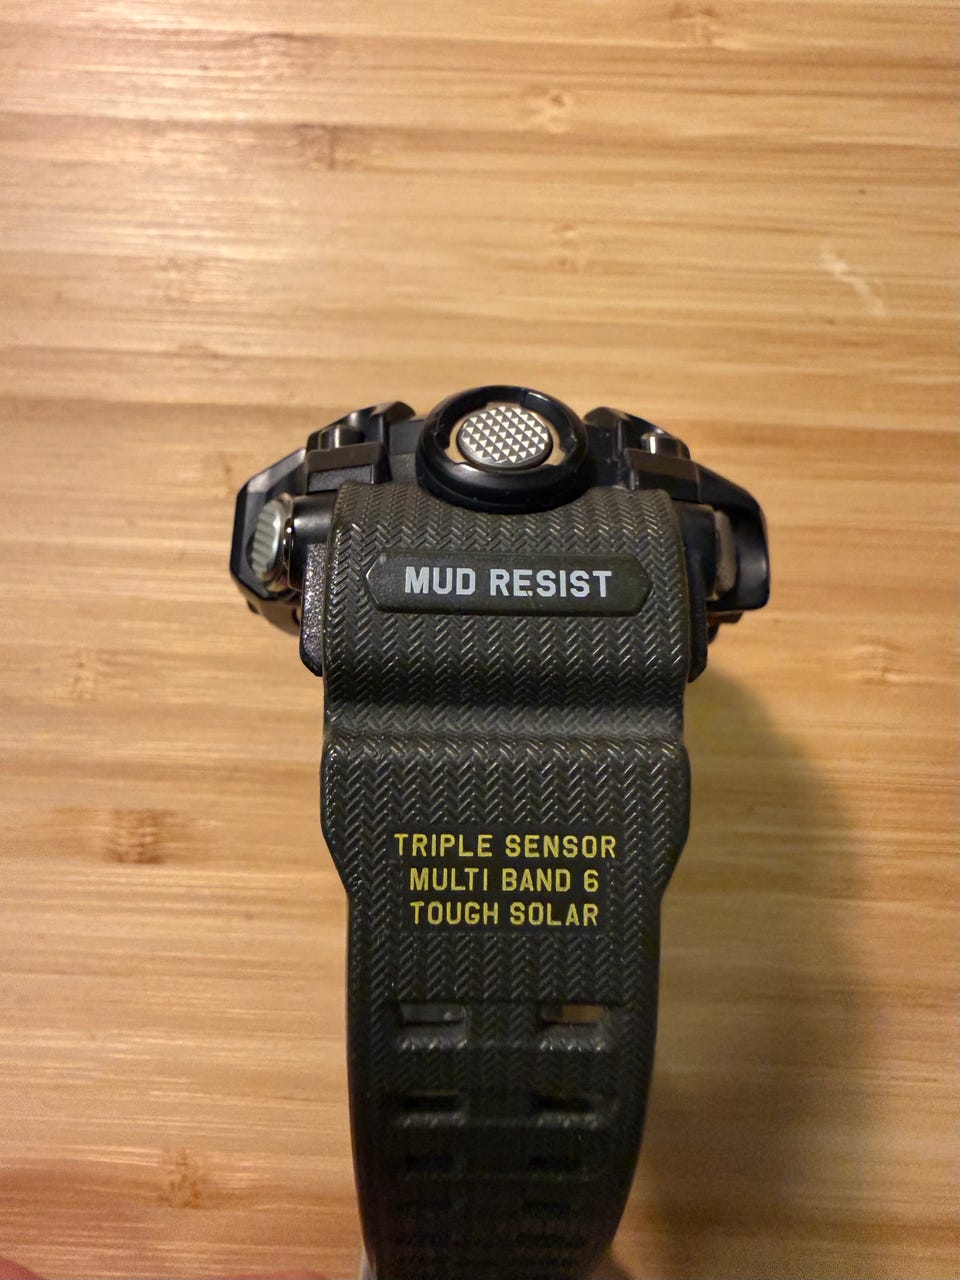 MUD RESIST
TRIPLE SENSOR
MULTI BAND 6
TOUGH SOLAR